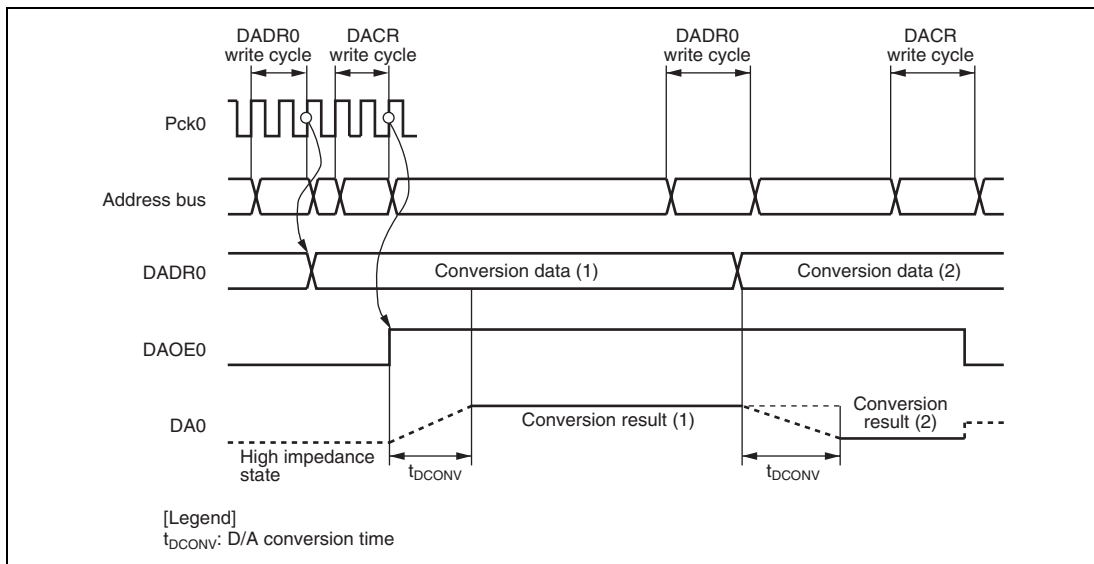 DADR0
write cycle
DACR
write cycle
DADR0
write cycle
DACR
write cycle
Pck0
Address bus
DADR0
Conversion data (1)
Conversion data (2)
DAOE0
DA0
Conversion result (1)
Conversion
result (2)
High impedance
state
tDCONV
tDCONV
[Legend]
tDCONV: D/A conversion time